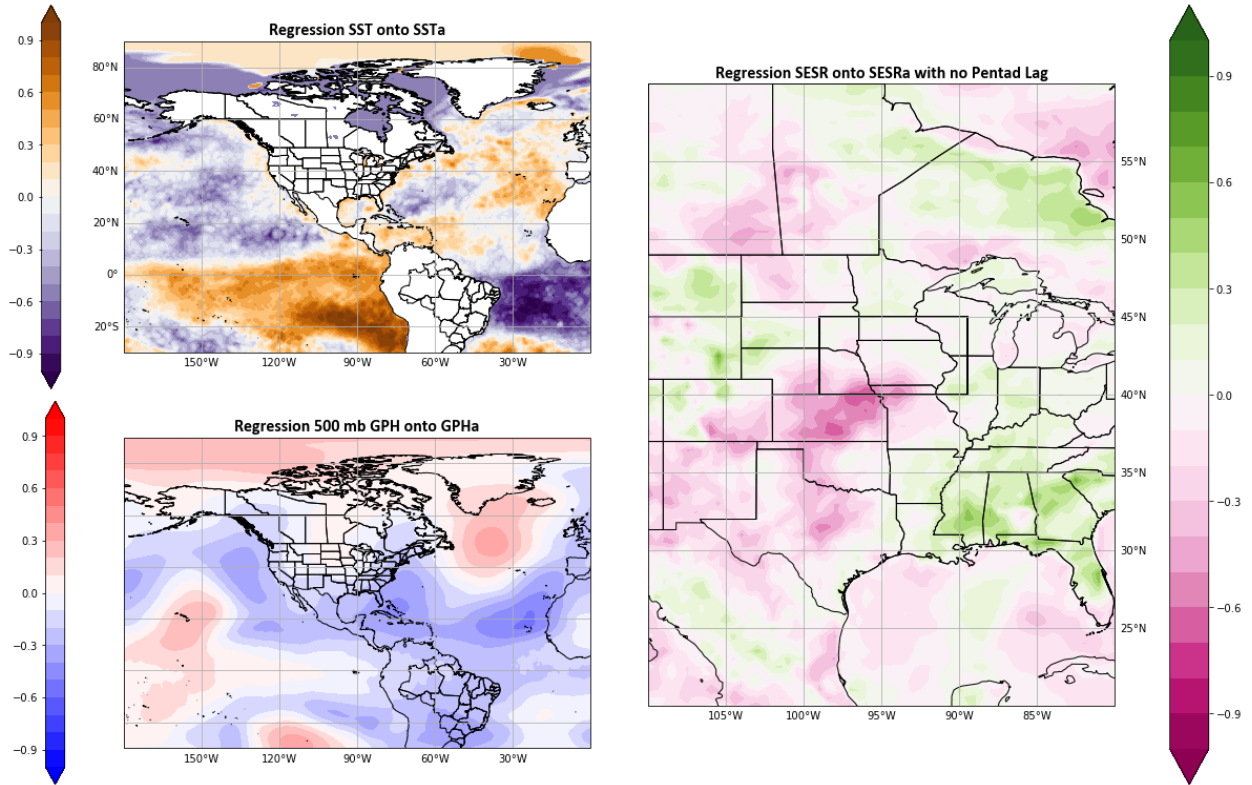 Regression SST onto SSTa
0.9
0.6
0.3
0.0
−0.3
−0.6
−0.9
80°N
60°N
40°N
20°N
0°
20°S
150°W
120°W
90°W
60°W
30°W
Regression 500 mb GPH onto GPHa
0.9
0.6
0.3
0.0
−0.3
−0.6
−0.9
150°W
120°W
90°W
60°W
30°W
Regression SESR onto SESRa with no Pentad Lag
55°N
50°N
45°N
40°N
35°N
30°N
25°N
105°W
100°W
95°W
90°W
85°W
0.9
0.6
0.3
0.0
−0.3
−0.6
−0.9